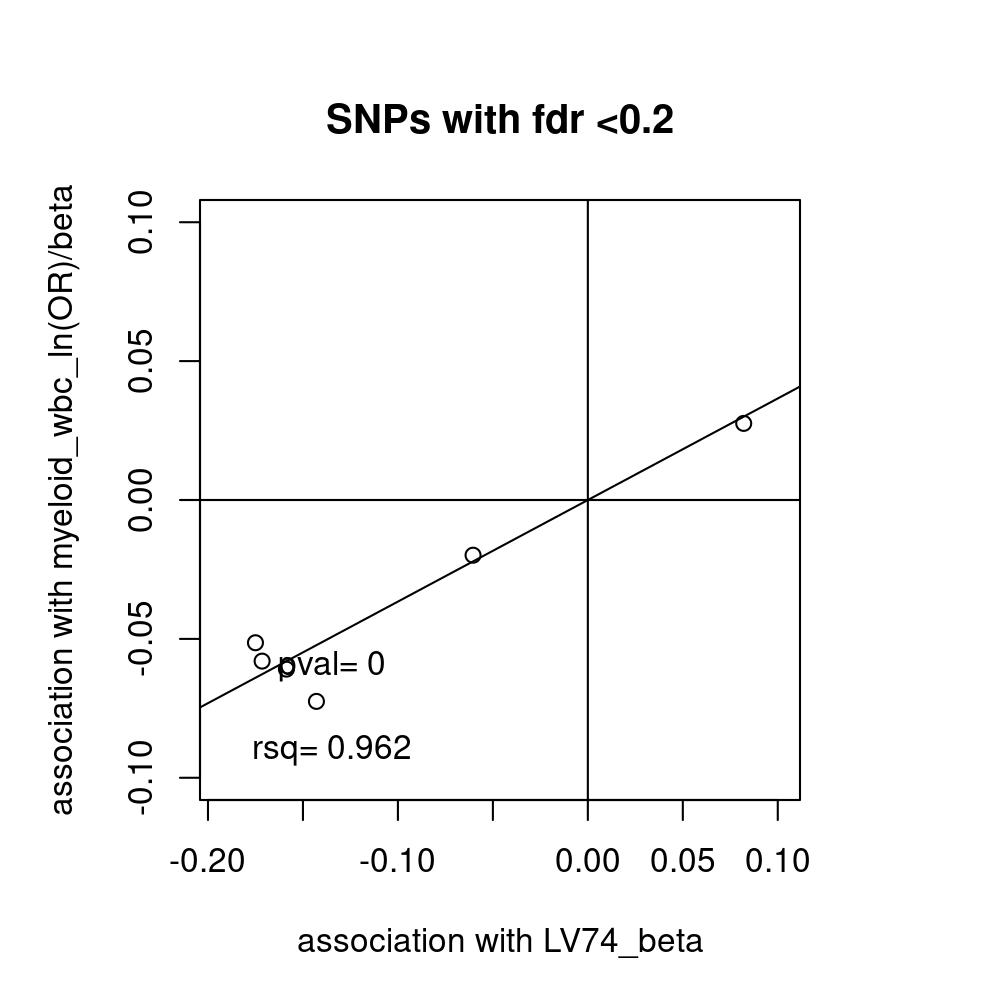 SNPs with fdr <0.2
association with myeloid_wbc_ln(OR)/beta
0.10
0.05
0.00
-0.05
-0.10
pval= 0
rsq= 0.962
-0.20
-0.10
0.00
0.05
0.10
association with LV74_beta